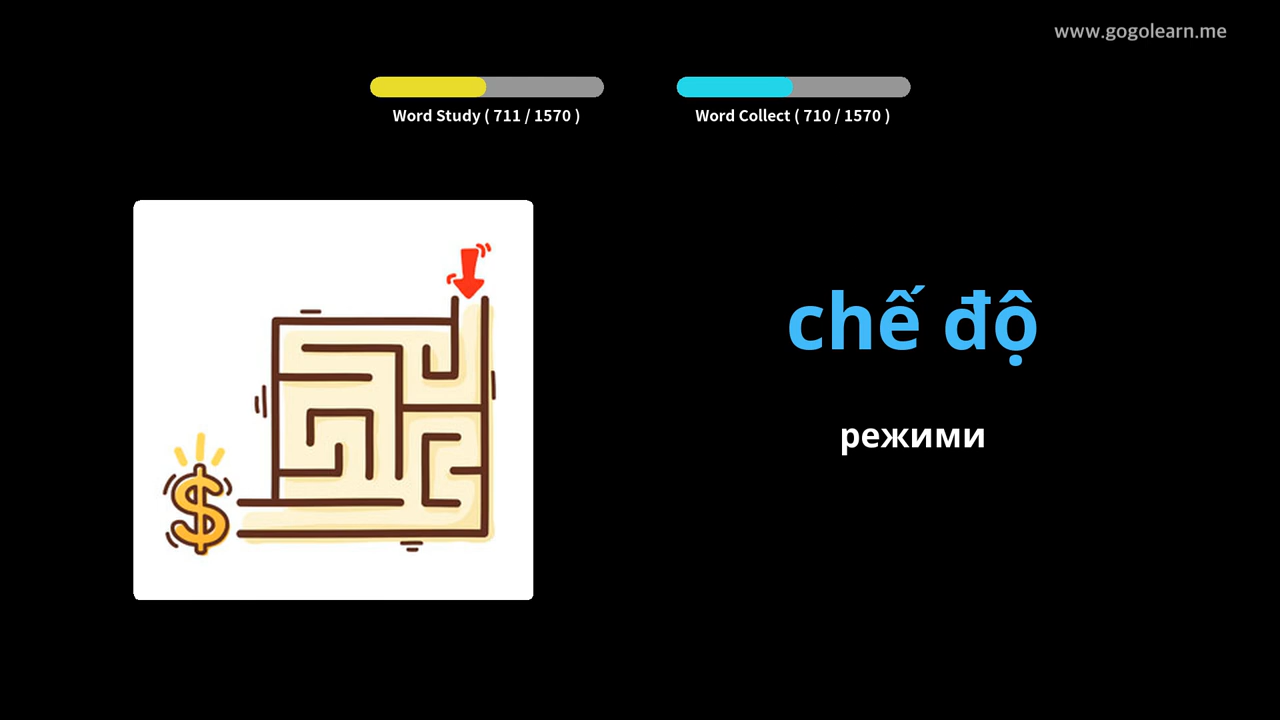 www.gogolearn.me
Word Study ( 711 / 1570 )
Word Collect ( 710 / 1570 )
chế độ
режими
$